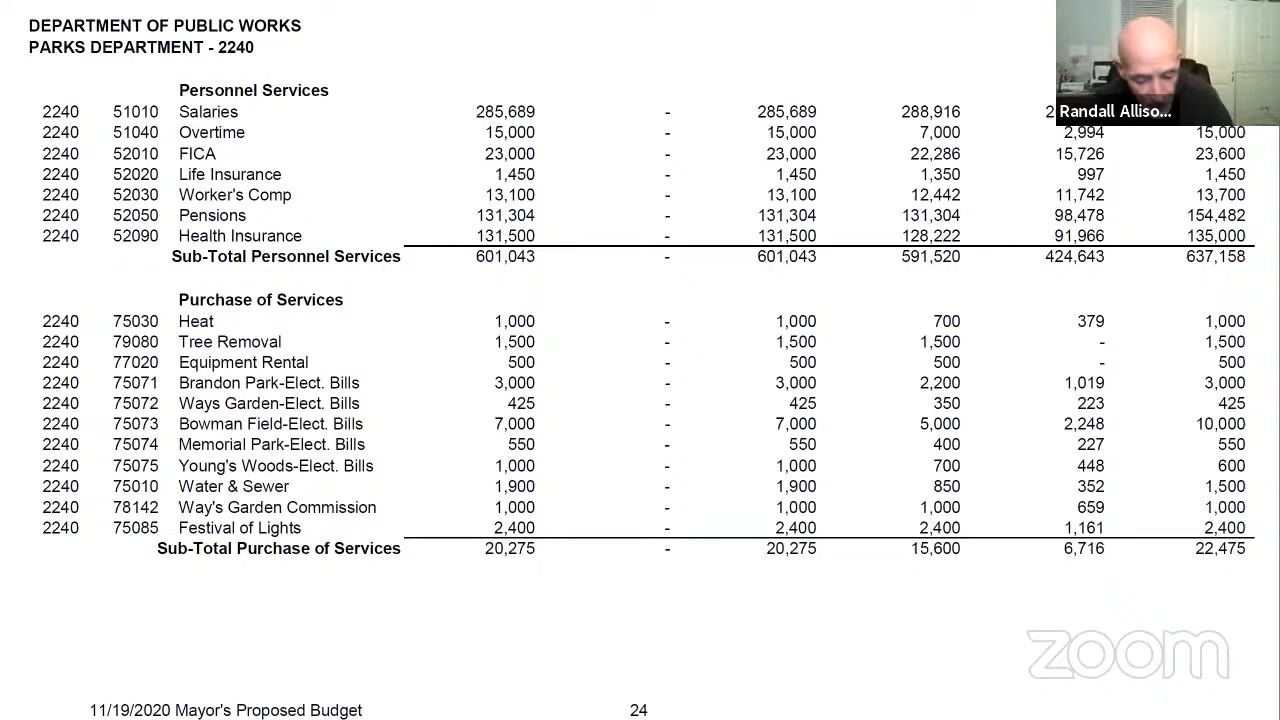 DEPARTMENT OF PUBLIC WORKS
PARKS DEPARTMENT - 2240
Personnel Services
2240 51010 Salaries 285,689 - 285,689 288,916 2
Randall Alliso...
2240 51040 Overtime 15,000 - 15,000 7,000 2,994 15,000
2240 52010 FICA 23,000 - 23,000 22,286 15,726 23,600
2240 52020 Life Insurance 1,450 - 1,450 1,350 997 1,450
2240 52030 Worker's Comp 13,100 - 13,100 12,442 11,742 13,700
2240 52050 Pensions 131,304 - 131,304 131,304 98,478 154,482
2240 52090 Health Insurance 131,500 - 131,500 128,222 91,966 135,000
Sub-Total Personnel Services 601,043 - 601,043 591,520 424,643 637,158
Purchase of Services
2240 75030 Heat 1,000 - 1,000 700 379 1,000
2240 79080 Tree Removal 1,500 - 1,500 1,500 - 1,500
2240 77020 Equipment Rental 500 - 500 500 - 500
2240 75071 Brandon Park-Elect. Bills 3,000 - 3,000 2,200 1,019 3,000
2240 75072 Ways Garden-Elect. Bills 425 - 425 350 223 425
2240 75073 Bowman Field-Elect. Bills 7,000 - 7,000 5,000 2,248 10,000
2240 75074 Memorial Park-Elect. Bills 550 - 550 400 227 550
2240 75075 Young's Woods-Elect. Bills 1,000 - 1,000 700 448 600
2240 75010 Water & Sewer 1,900 - 1,900 850 352 1,500
2240 78142 Way's Garden Commission 1,000 - 1,000 1,000 659 1,000
2240 75085 Festival of Lights 2,400 - 2,400 2,400 1,161 2,400
Sub-Total Purchase of Services 20,275 - 20,275 15,600 6,716 22,475
zoom
11/19/2020 Mayor's Proposed Budget 24